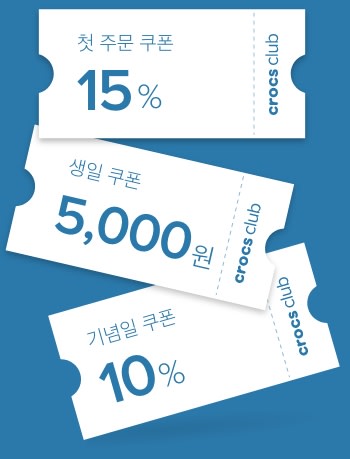 첫 주문 쿠폰
15 %
crocs club
생일 쿠폰
5,000원
crocs club
기념일 쿠폰
10%
crocs club